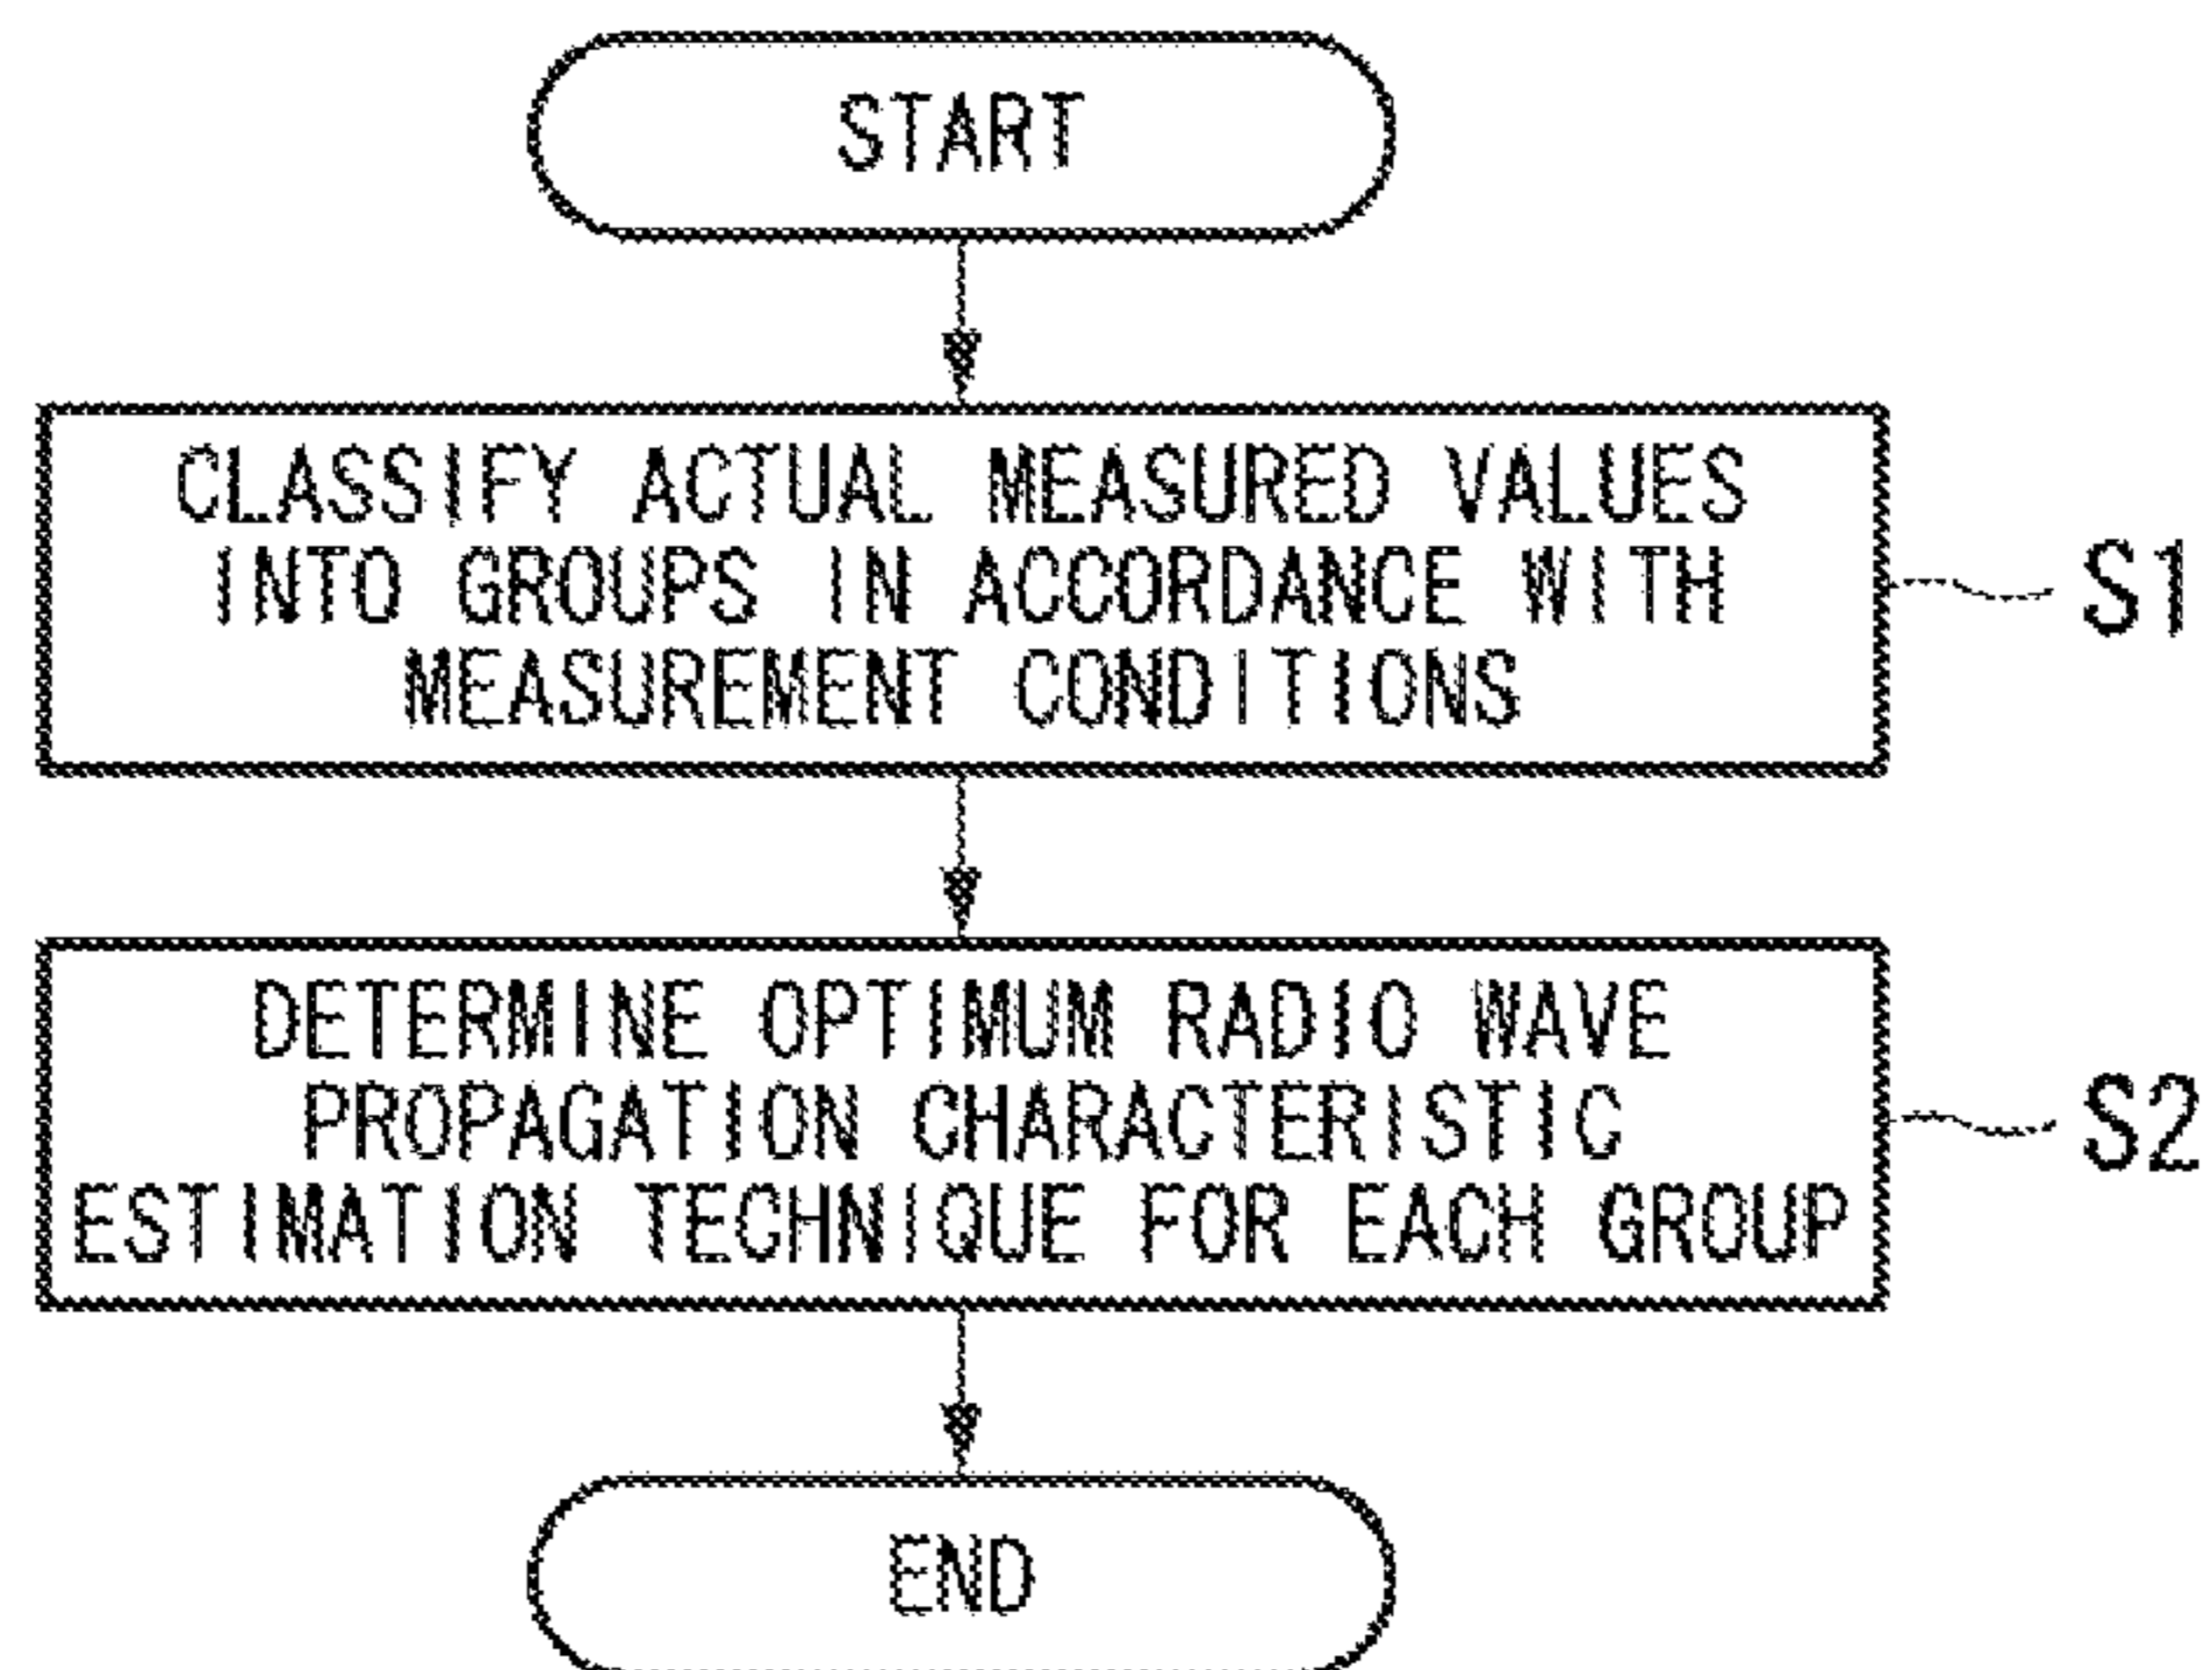 START
CLASSIFY ACTUAL MEASURED VALUES
INTO GROUPS IN ACCORDANCE WITH
MEASUREMENT CONDITIONS
S1
DETERMINE OPTIMUM RADIO WAVE
PROPAGATION CHARACTERISTIC
ESTIMATION TECHNIQUE FOR EACH GROUP
S2
END